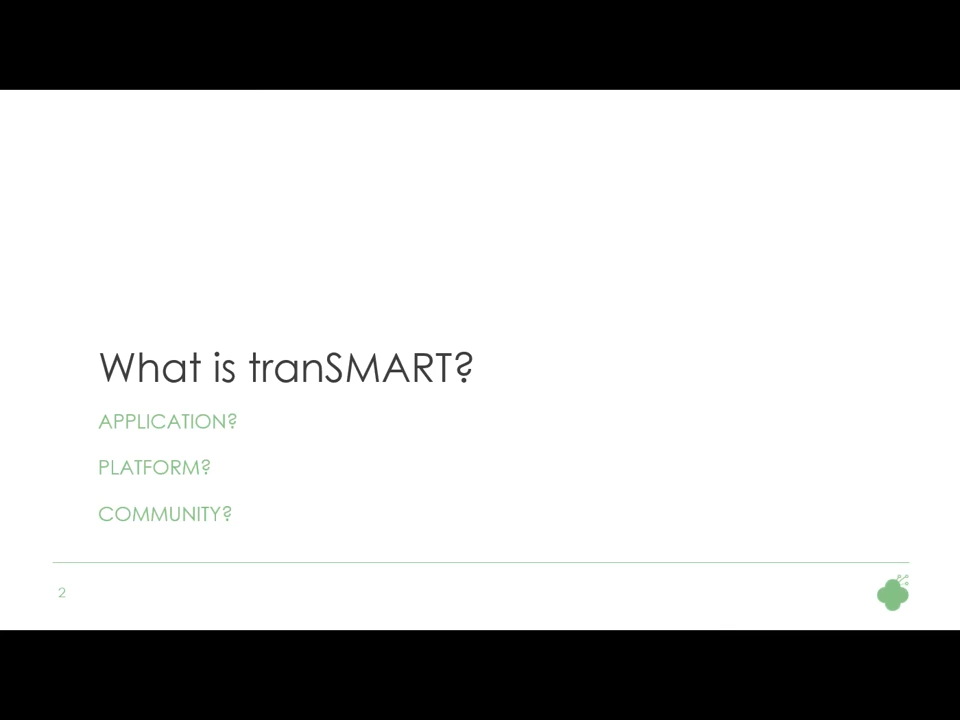 What is tranSMART?
APPLICATION?
PLATFORM?
COMMUNITY?
2